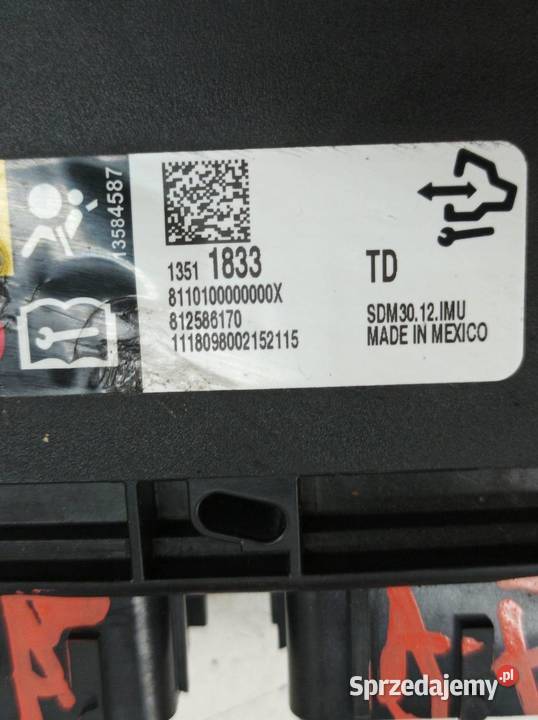 13584587
1351 1833
TD
8110100000000X
812586170
1118098002152115
SDM30.12.IMU
MADE IN MEXICO
Sprzedajemy.pl